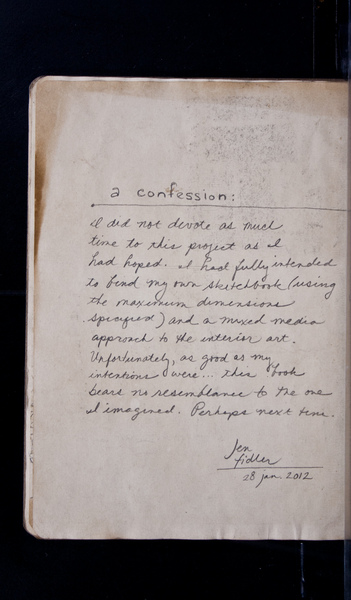 a confession:
I did not devote as much
time to this project as I
had hoped. I had fully intended
to bind my own sketchbook (using
the maximum dimensions
specified) and a mixed media
approach to the interior art.
Unfortunately, as good as my
intentions were... this book
bears no resemblance to the one
I imagined. Perhaps next time.
Jen
Fidler
28 Jan. 2012